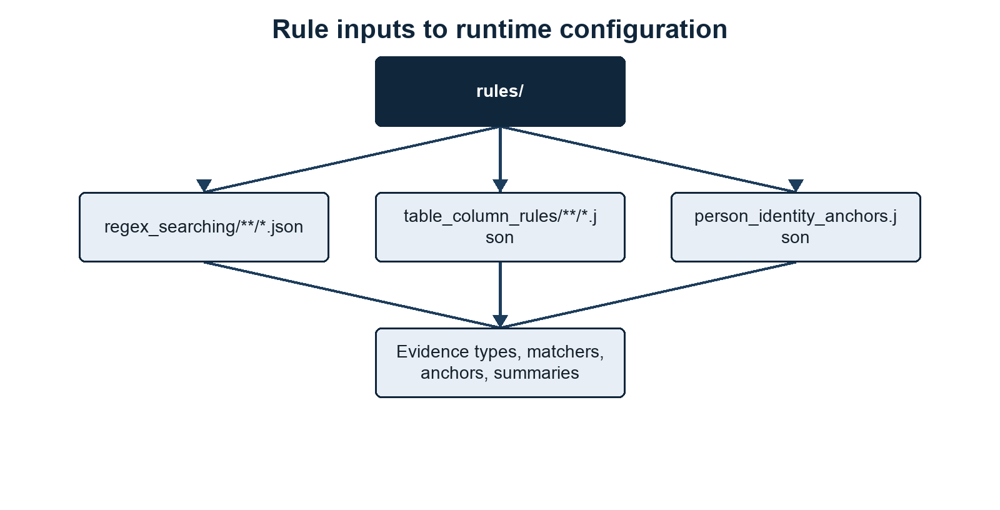 Rule inputs to runtime configuration
rules/
regex_searching/**/*.json
table_column_rules/**/*.j
son
person_identity_anchors.j
son
Evidence types, matchers,
anchors, summaries